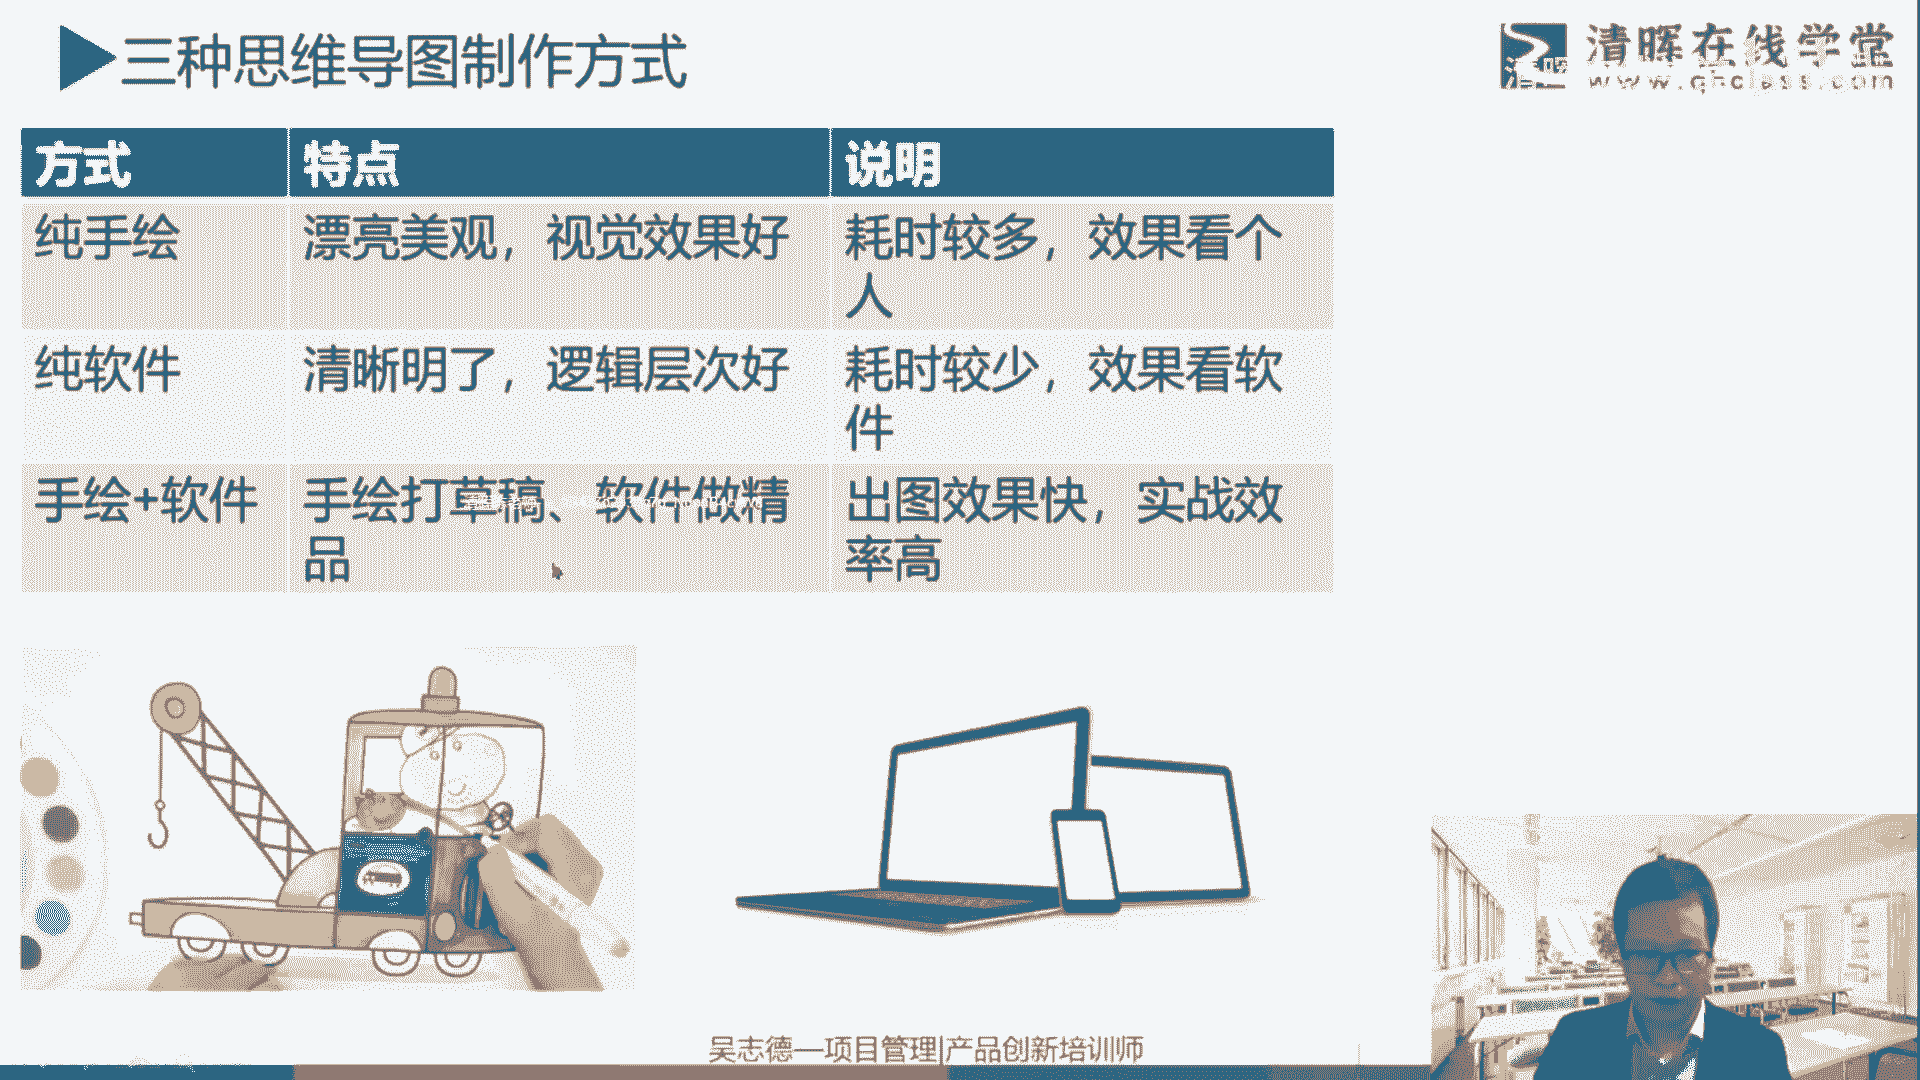 三种思维导图制作方式
清晖在线学堂
www.qhclass.com
方式 特点 说明
纯手绘 漂亮美观，视觉效果好 耗时较多，效果看个
人
纯软件 清晰明了，逻辑层次好 耗时较少，效果看软
件
手绘+软件 手绘打草稿、软件做精 出图效果快，实战效
品 率高
吴志德—项目管理|产品创新培训师